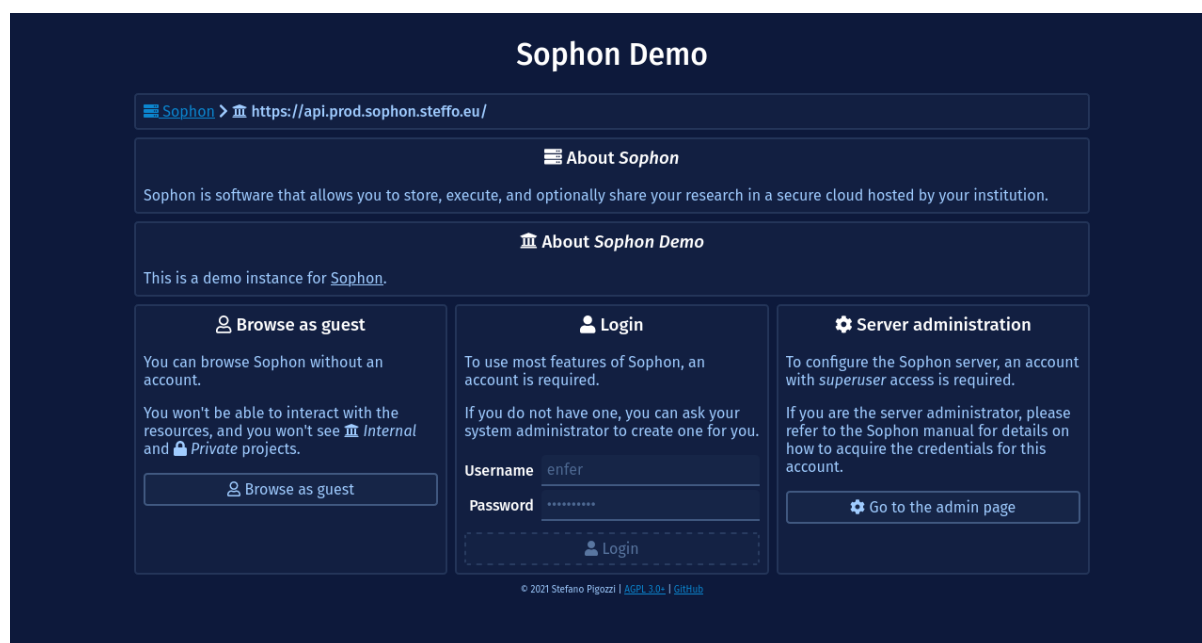 Sophon Demo
Sophon > https://api.prod.sophon.steffo.eu/
About Sophon
Sophon is software that allows you to store, execute, and optionally share your research in a secure cloud hosted by your institution.
About Sophon Demo
This is a demo instance for Sophon.
Browse as guest
You can browse Sophon without an
account.
You won't be able to interact with the
resources, and you won't see Internal
and Private projects.
Browse as guest
Login
To use most features of Sophon, an
account is required.
If you do not have one, you can ask your
system administrator to create one for you.
Username enfer
Password ••••••••••
Login
Server administration
To configure the Sophon server, an account
with superuser access is required.
If you are the server administrator, please
refer to the Sophon manual for details on
how to acquire the credentials for this
account.
Go to the admin page
© 2021 Stefano Pigozzi | AGPL 3.0+ | GitHub